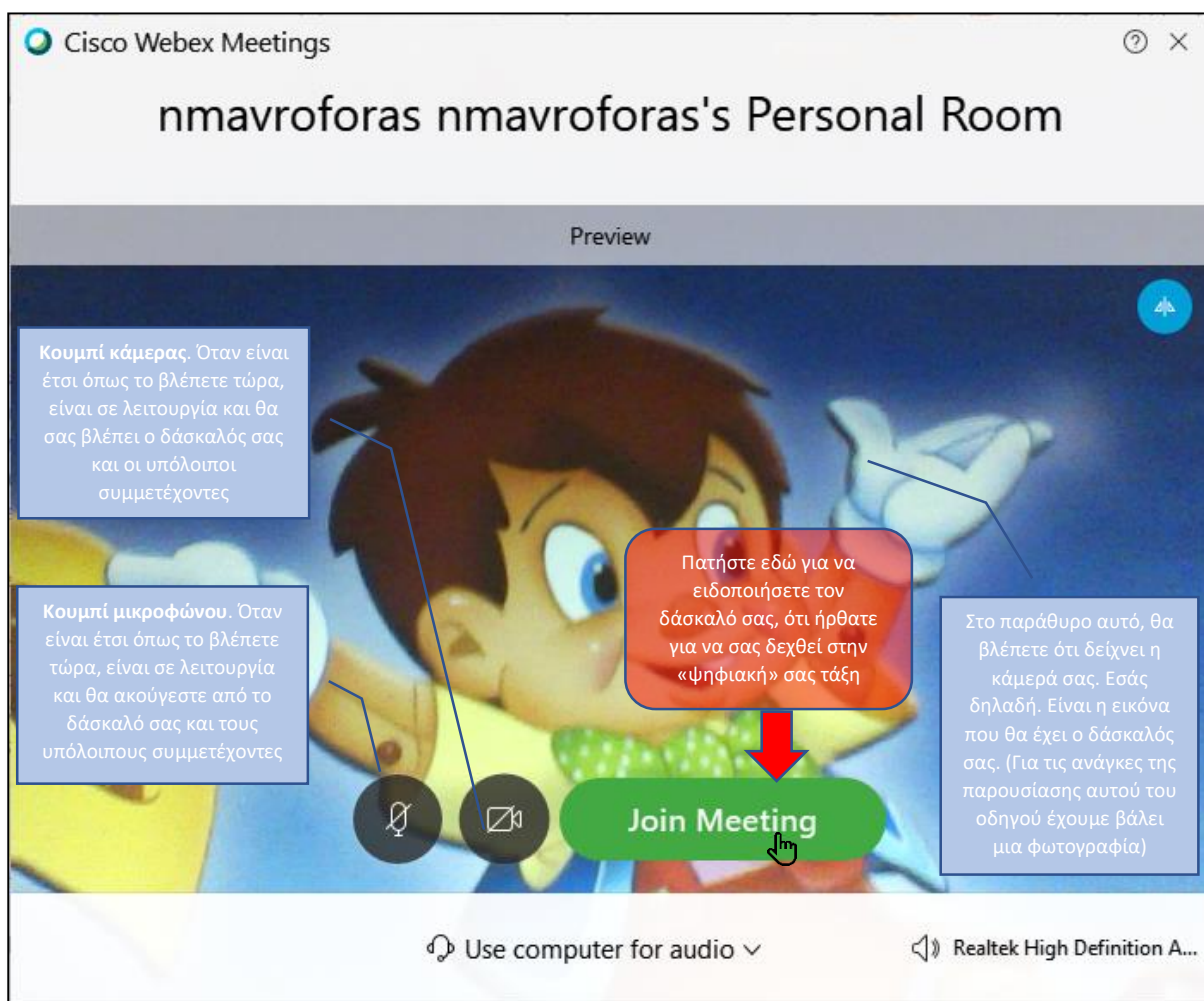 Cisco Webex Meetings
nmavroforas nmavroforas's Personal Room
Preview
Κουμπί κάμερας. Όταν είναι
έτσι όπως το βλέπετε τώρα,
είναι σε λειτουργία και θα
σας βλέπει ο δάσκαλός σας
και οι υπόλοιποι
συμμετέχοντες
Κουμπί μικροφώνου. Όταν
είναι έτσι όπως το βλέπετε
τώρα, είναι σε λειτουργία
και θα ακούγεστε από το
δάσκαλό σας και τους
υπόλοιπους συμμετέχοντες
Πατήστε εδώ για να
ειδοποιήσετε τον
δάσκαλό σας, ότι ήρθατε
για να σας δεχθεί στην
«ψηφιακή» σας τάξη
Στο παράθυρο αυτό, θα
βλέπετε ότι δείχνει η
κάμερά σας. Εσάς
δηλαδή. Είναι η εικόνα
που θα έχει ο δάσκαλός
σας. (Για τις ανάγκες της
παρουσίασης αυτού του
οδηγού έχουμε βάλει
μια φωτογραφία)
Join Meeting
Use computer for audio
Realtek High Definition A...